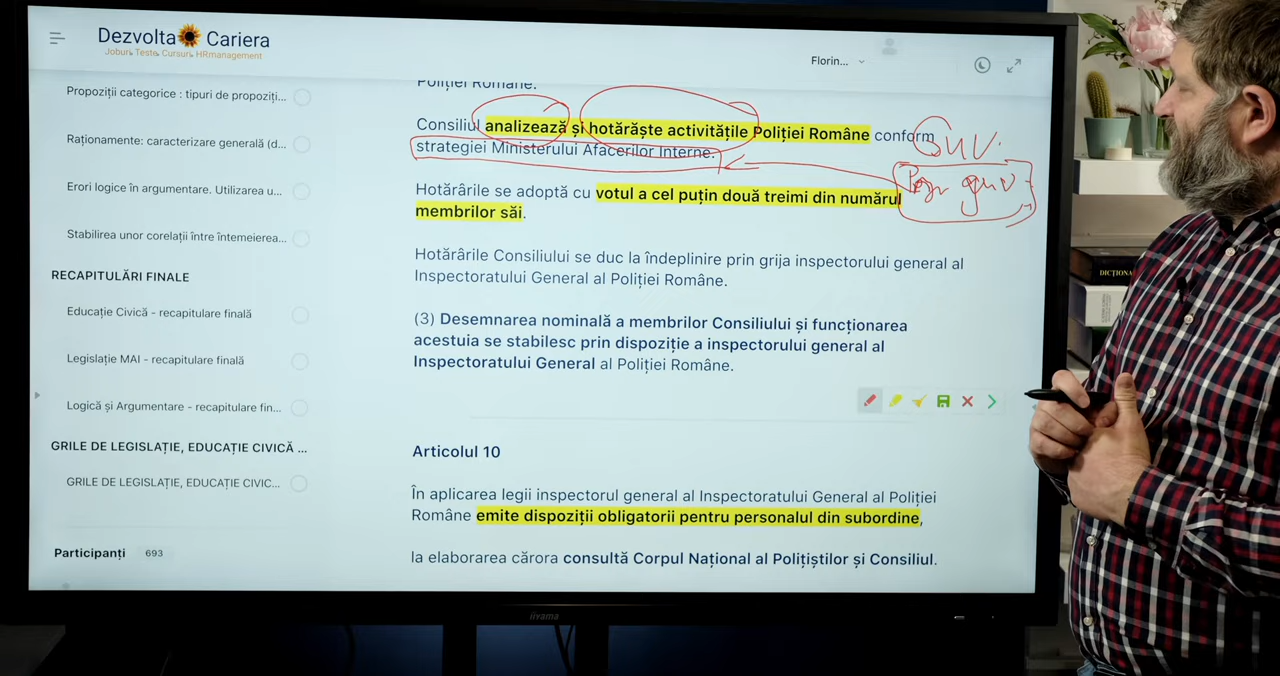 Dezvolta Cariera
Joburi, Teste, Cursuri, HRmanagement
Florin...
Propoziții categorice : tipuri de propoziți...
Raționamente: caracterizare generală (d...
Erori logice în argumentare. Utilizarea u...
Stabilirea unor corelații între întemeierea...
RECAPITULĂRI FINALE
Educație Civică - recapitulare finală
Legislație MAI - recapitulare finală
Logică și Argumentare - recapitulare fin...
GRILE DE LEGISLAȚIE, EDUCAȚIE CIVICĂ ...
GRILE DE LEGISLAȚIE, EDUCAȚIE CIVIC...
Participanți 693
Poliției Române.
Consiliul analizează și hotărăște activitățile Poliției Române conform
strategiei Ministerului Afacerilor Interne.
Hotărârile se adoptă cu votul a cel puțin două treimi din numărul
membrilor săi.
Hotărârile Consiliului se duc la îndeplinire prin grija inspectorului general al
Inspectoratului General al Poliției Române.
(3) Desemnarea nominală a membrilor Consiliului și funcționarea
acestuia se stabilesc prin dispoziție a inspectorului general al
Inspectoratului General al Poliției Române.
Articolul 10
În aplicarea legii inspectorul general al Inspectoratului General al Poliției
Române emite dispoziții obligatorii pentru personalul din subordine,
la elaborarea cărora consultă Corpul Național al Polițiștilor și Consiliul.
guv
iiyama
DICȚIONA